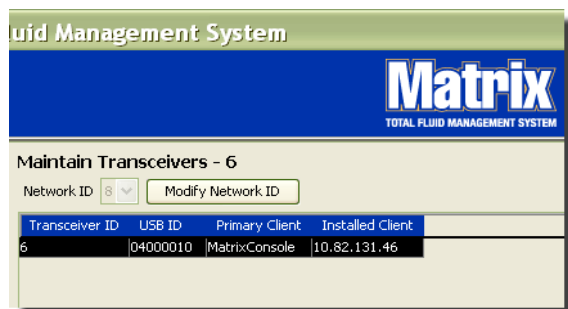 uid Management System
Matrix
TOTAL FLUID MANAGEMENT SYSTEM
Maintain Transceivers - 6
Network ID 8 Modify Network ID
Transceiver ID USB ID Primary Client Installed Client
6 04000010 MatrixConsole 10.82.131.46